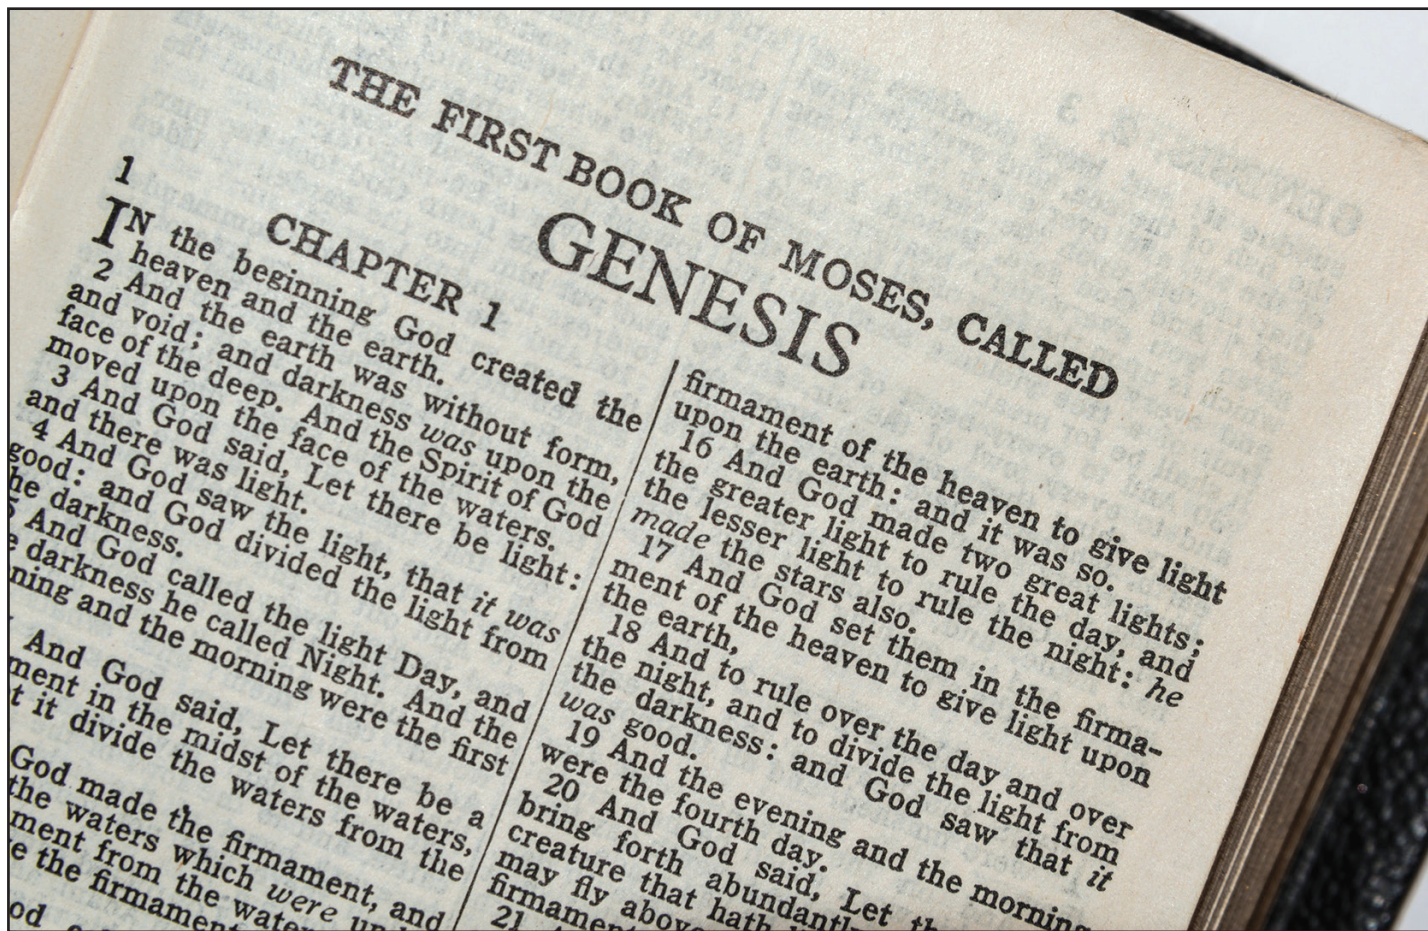 THE FIRST BOOK OF MOSES, CALLED
GENESIS
1
CHAPTER 1
IN the beginning God created the
heaven and the earth.
2 And the earth was without form,
and void; and darkness was upon the
face of the deep. And the Spirit of God
moved upon the face of the waters.
3 And God said, Let there be light:
and there was light.
4 And God saw the light, that it was
good: and God divided the light from
he darkness.
5 And God called the light Day, and
e darkness he called Night. And the
ning and the morning were the first
And God said, Let there be a
ment in the midst of the waters,
t it divide the waters from the
God made the firmament, and
the waters which were und
ment from the water
e the firmament
od
firmament of the heaven to give light
upon the earth: and it was so.
16 And God made two great lights;
the greater light to rule the day, and
the lesser light to rule the night: he
made the stars also.
17 And God set them in the firma-
ment of the heaven to give light upon
the earth,
18 And to rule over the day and over
the night, and to divide the light from
the darkness: and God saw that it
was good.
19 And the evening and the morning
were the fourth day.
20 And God said, Let th
bring forth abundantly
creature that hath
may fly above
firmament
21